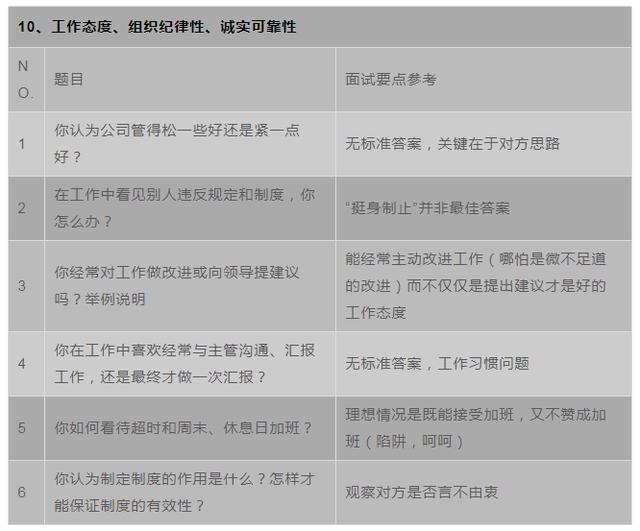 10、工作态度、组织纪律性、诚实可靠性
N
O.
题目
面试要点参考
1
你认为公司管得松一些好还是紧一点
好？
无标准答案，关键在于对方思路
2
在工作中看见别人违反规定和制度，你
怎么办？
“挺身制止”并非最佳答案
3
你经常对工作做改进或向领导提建议
吗？举例说明
能经常主动改进工作（哪怕是微不足道
的改进）而不仅仅是提出建议才是好的
工作态度
4
你在工作中喜欢经常与主管沟通、汇报
工作，还是最终才做一次汇报？
无标准答案，工作习惯问题
5
你如何看待超时和周末、休息日加班？
理想情况是既能接受加班，又不赞成加
班（陷阱，呵呵）
6
你认为制定制度的作用是什么？怎样才
能保证制度的有效性？
观察对方是否言不由衷